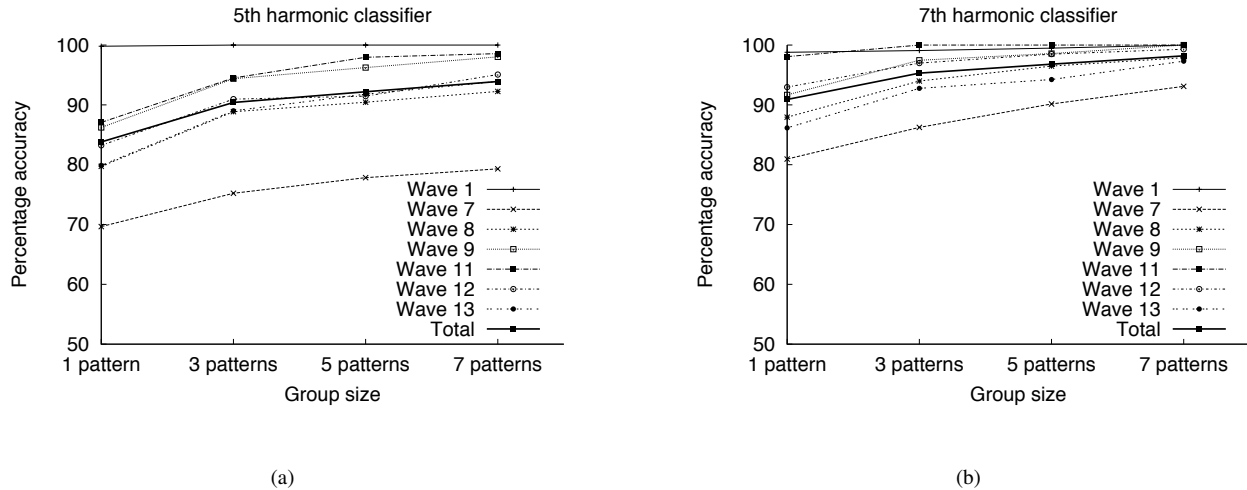 5th harmonic classifier
100
90
80
70
60
50
Percentage accuracy
Wave 1
Wave 7
Wave 8
Wave 9
Wave 11
Wave 12
Wave 13
Total
1 pattern 3 patterns 5 patterns 7 patterns
Group size
(a)
7th harmonic classifier
100
90
80
70
60
50
Percentage accuracy
Wave 1
Wave 7
Wave 8
Wave 9
Wave 11
Wave 12
Wave 13
Total
1 pattern 3 patterns 5 patterns 7 patterns
Group size
(b)